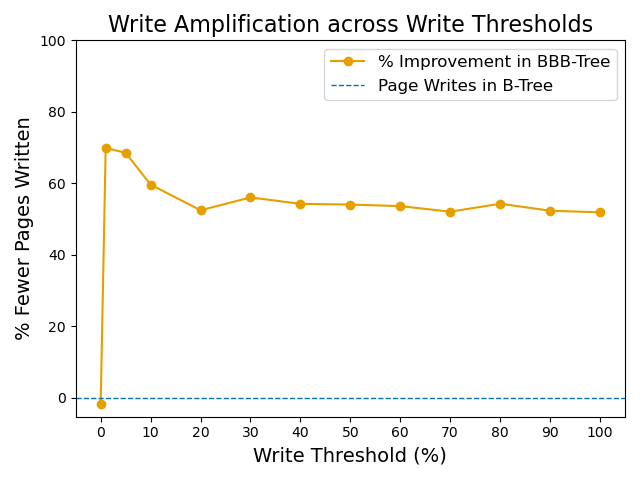 Write Amplification across Write Thresholds
% Improvement in BBB-Tree
Page Writes in B-Tree
% Fewer Pages Written
100
80
60
40
20
0
0 10 20 30 40 50 60 70 80 90 100
Write Threshold (%)